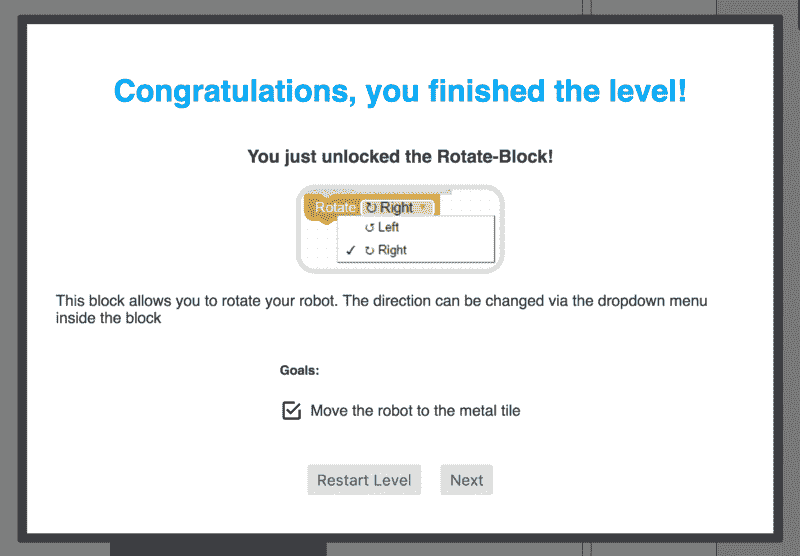 Congratulations, you finished the level!
You just unlocked the Rotate-Block!
Rotate ↻ Right ▾
↺ Left
✓ ↻ Right
This block allows you to rotate your robot. The direction can be changed via the dropdown menu
inside the block
Goals:
Move the robot to the metal tile
Restart Level Next